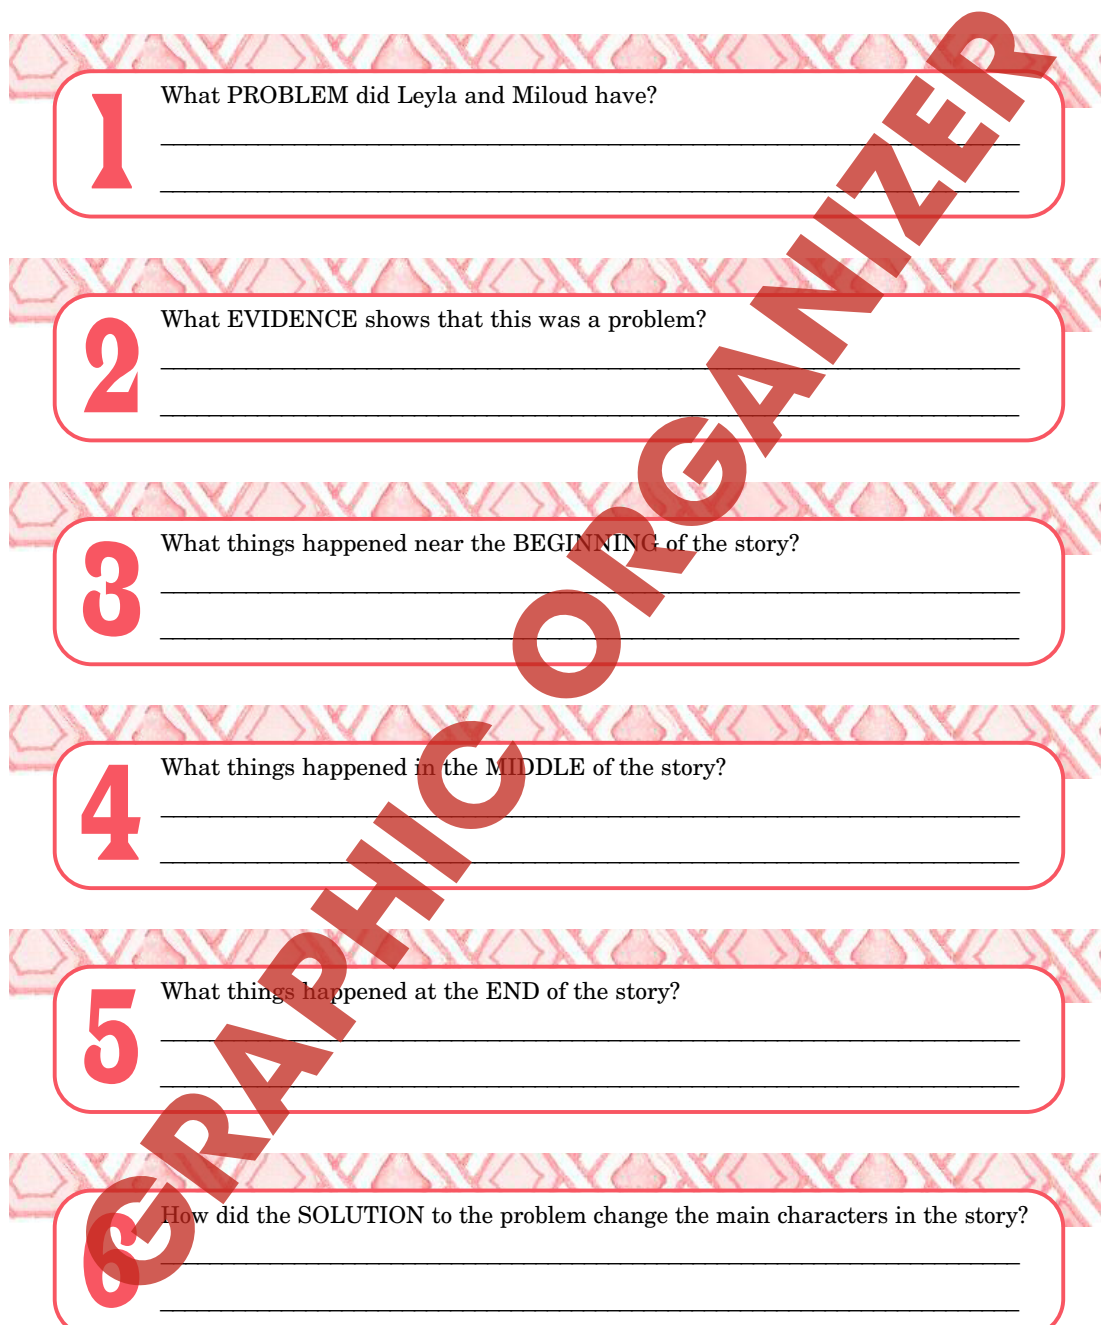 1
What PROBLEM did Leyla and Miloud have?
2
What EVIDENCE shows that this was a problem?
3
What things happened near the BEGINNING of the story?
4
What things happened in the MIDDLE of the story?
5
What things happened at the END of the story?
6
How did the SOLUTION to the problem change the main characters in the story?
GRAPHIC ORGANIZER